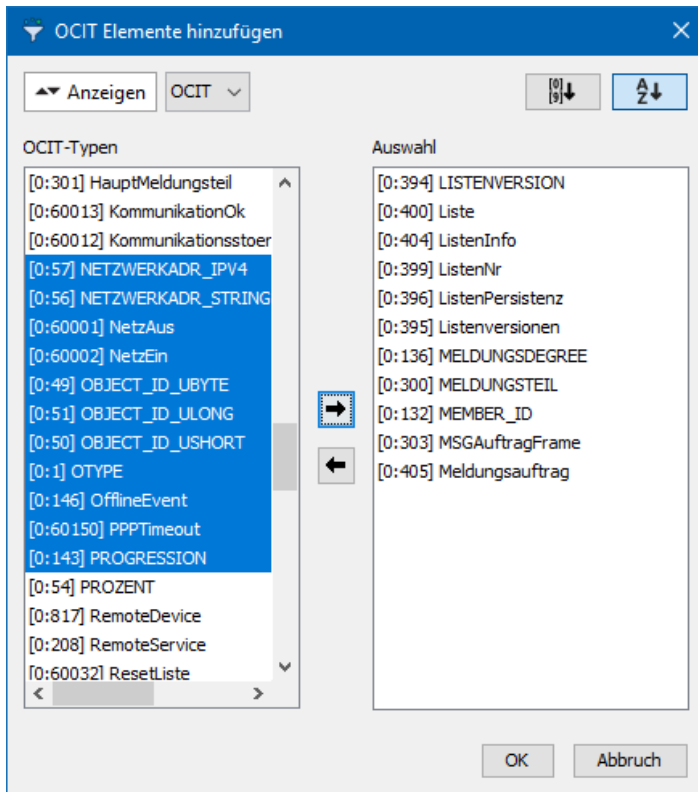 OCIT Elemente hinzufügen
Anzeigen OCIT
[0] [9] A Z
OCIT-Typen
[0:301] HauptMeldungsteil
[0:60013] KommunikationOk
[0:60012] Kommunikationsstoer
[0:57] NETZWERKADR_IPV4
[0:56] NETZWERKADR_STRING
[0:60001] NetzAus
[0:60002] NetzEin
[0:49] OBJECT_ID_UBYTE
[0:51] OBJECT_ID_ULONG
[0:50] OBJECT_ID_USHORT
[0:1] OTYPE
[0:146] OfflineEvent
[0:60150] PPPTimeout
[0:143] PROGRESSION
[0:54] PROZENT
[0:817] RemoteDevice
[0:208] RemoteService
[0:60032] ResetListe
Auswahl
[0:394] LISTENVERSION
[0:400] Liste
[0:404] ListenInfo
[0:399] ListenNr
[0:396] ListenPersistenz
[0:395] Listenversionen
[0:136] MELDUNGSDEGREE
[0:300] MELDUNGSTEIL
[0:132] MEMBER_ID
[0:303] MSGAuftragFrame
[0:405] Meldungsauftrag
OK Abbruch